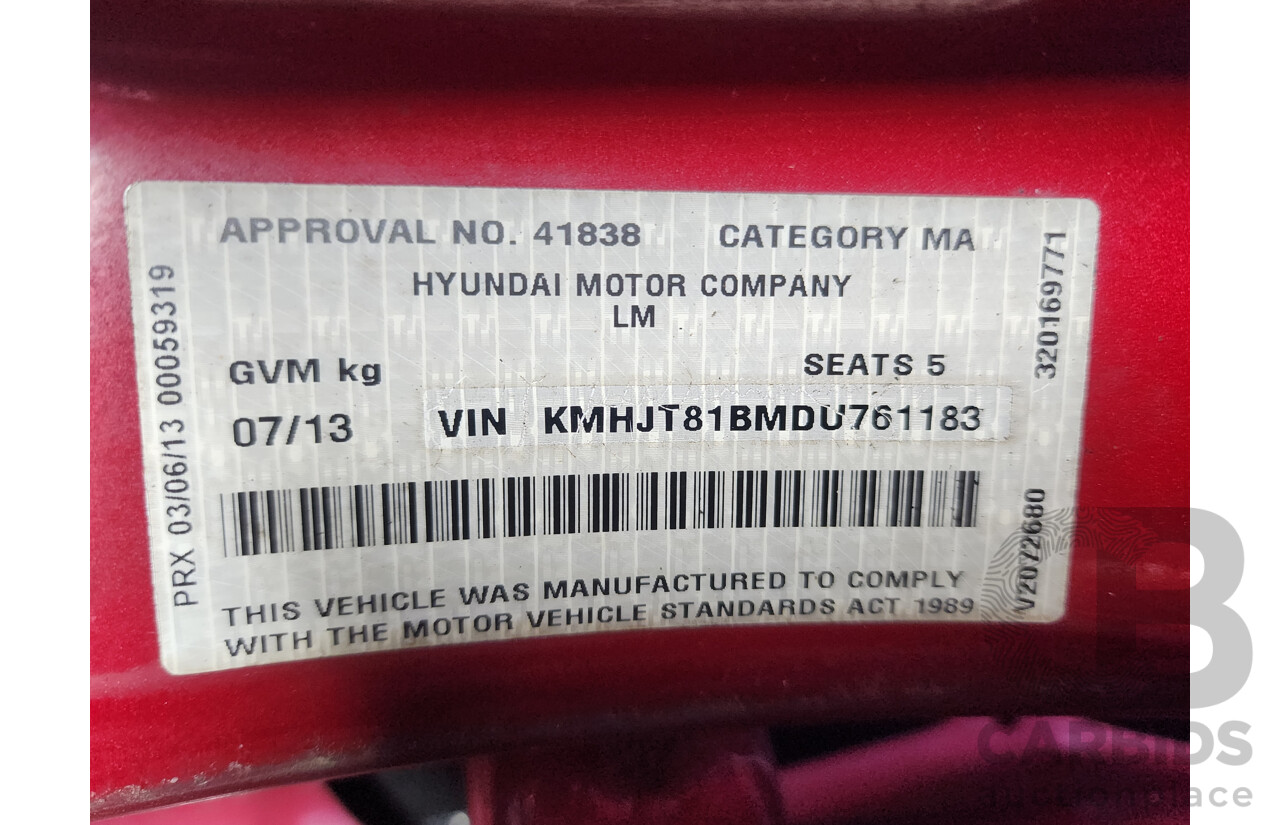 APPROVAL NO. 41838 CATEGORY MA
HYUNDAI MOTOR COMPANY
LM
GVM kg SEATS 5
07/13 VIN KMHJT81BMDU761183
THIS VEHICLE WAS MANUFACTURED TO COMPLY
WITH THE MOTOR VEHICLE STANDARDS ACT 1989
PRX 03/06/13 00059319
320169771
V2072680
B
CARBIDS
Auctionplace